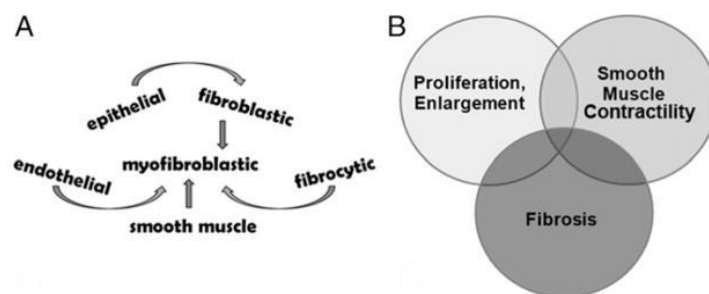 A
epithelial
fibroblastic
endothelial
myofibroblastic
fibrocytic
smooth muscle
B
Proliferation,
Enlargement
Smooth
Muscle
Contractility
Fibrosis